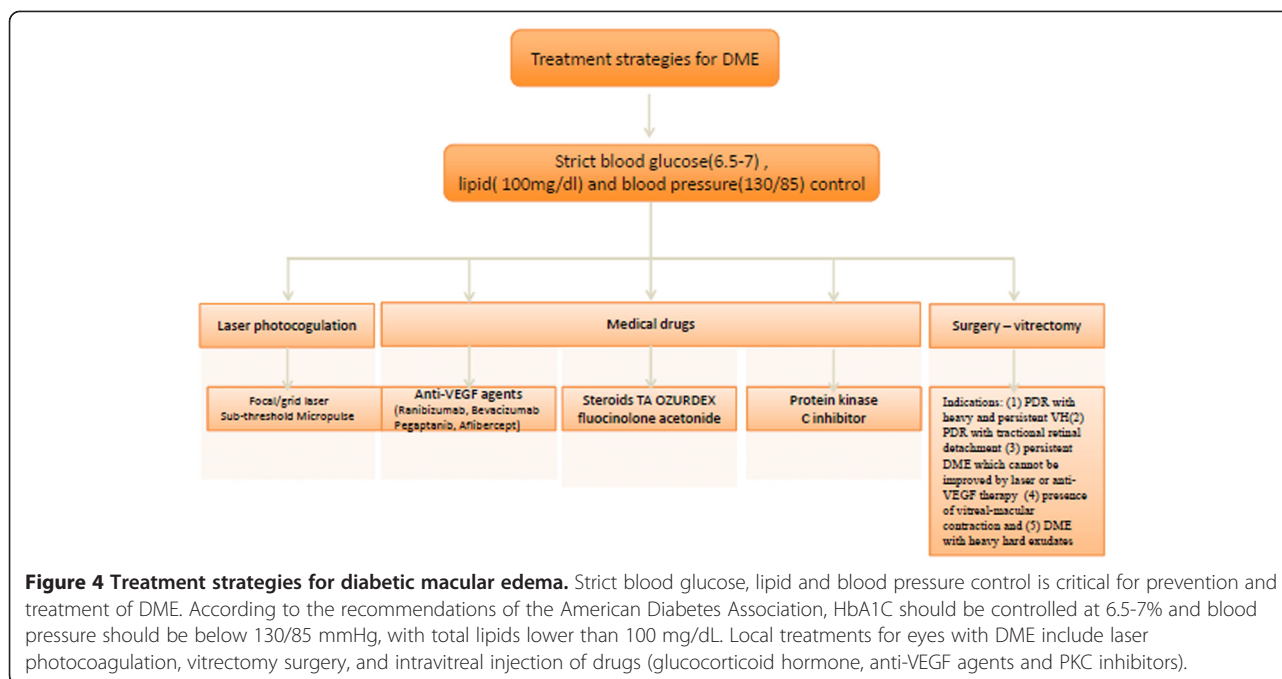 Treatment strategies for DME
Strict blood glucose(6.5-7) ,
lipid( 100mg/dl) and blood pressure(130/85) control
Laser photocogulation
Medical drugs
Surgery – vitrectomy
Focal/grid laser
Sub-threshold Micropulse
Anti-VEGF agents
(Ranibizumab, Bevacizumab
Pegaptanib, Aflibercept)
Steroids TA OZURDEX
fluocinolone acetonide
Protein kinase
C inhibitor
Indications: (1) PDR with
heavy and persistent VH(2)
PDR with tractional retinal
detachment (3) persistent
DME which cannot be
improved by laser or anti-
VEGF therapy (4) presence
of vitreal-macular
contraction and (5) DME
with heavy hard exudates
Figure 4 Treatment strategies for diabetic macular edema. Strict blood glucose, lipid and blood pressure control is critical for prevention and
treatment of DME. According to the recommendations of the American Diabetes Association, HbA1C should be controlled at 6.5-7% and blood
pressure should be below 130/85 mmHg, with total lipids lower than 100 mg/dL. Local treatments for eyes with DME include laser
photocoagulation, vitrectomy surgery, and intravitreal injection of drugs (glucocorticoid hormone, anti-VEGF agents and PKC inhibitors).